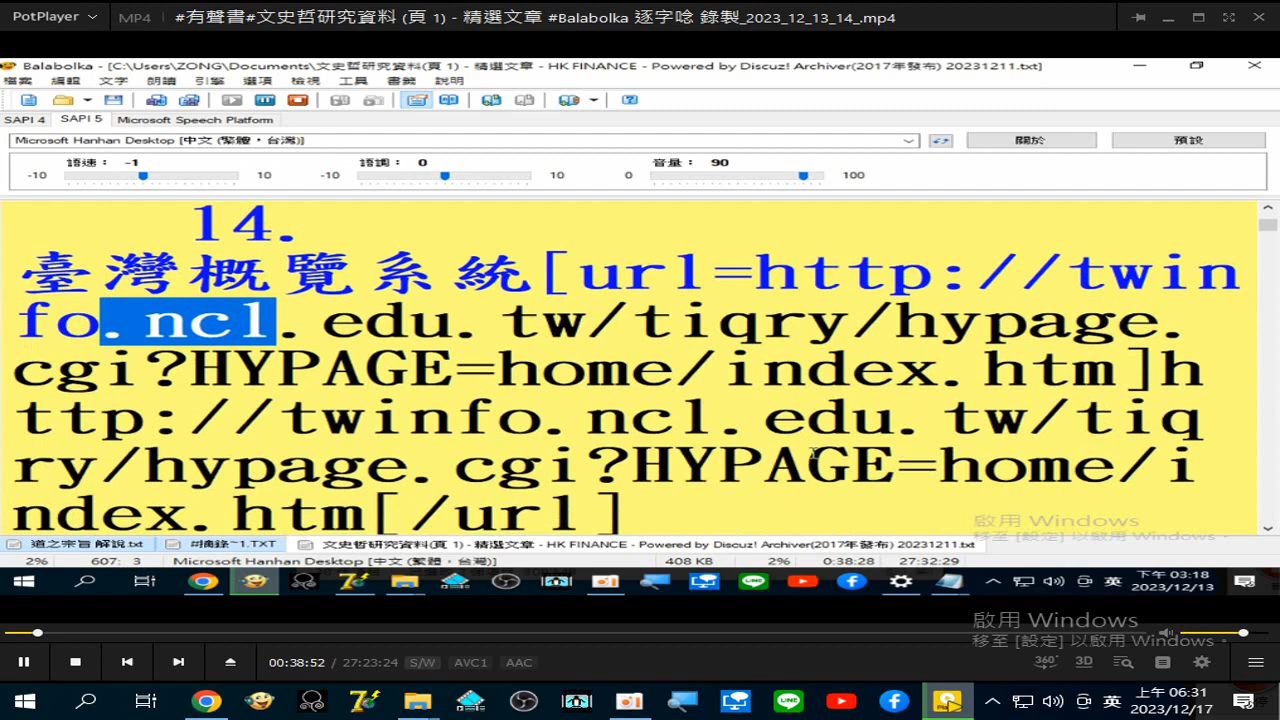 PotPlayer MP4 #有聲書#文史哲研究資料 (頁 1) - 精選文章 #Balabolka 逐字唸 錄製_2023_12_13_14_.mp4
Balabolka - [C:\Users\ZONG\Documents\文史哲研究資料(頁 1) - 精選文章 - HK FINANCE - Powered by Discuz! Archiver(2017年發布) 20231211.txt]
檔案 編輯 文字 朗讀 引擎 選項 檢視 工具 書籤 說明
SAPI 4 SAPI 5 Microsoft Speech Platform
Microsoft Hanhan Desktop [中文 (繁體，台灣)] 關於 預設
語速： -1 語調： 0 音量： 90
-10 10 -10 10 0 100
14.
臺灣概覽系統[url=http://twin
fo.ncl.edu.tw/tiqry/hypage.
cgi?HYPAGE=home/index.htm]h
ttp://twinfo.ncl.edu.tw/tiq
ry/hypage.cgi?HYPAGE=home/i
ndex.htm[/url]
啟用 Windows
移至 [設定] 以啟用 Windows。
道之宗旨 解說.txt #摘錄~1.TXT 文史哲研究資料(頁 1) - 精選文章 - HK FINANCE - Powered by Discuz! Archiver(2017年發布) 20231211.txt
2% 607: 3 Microsoft Hanhan Desktop [中文 (繁體，台灣)] 408 KB 2% 0:38:28 27:32:29
英 下午 03:18
2023/12/13
啟用 Windows
移至 [設定] 以啟用 Windows。
00:38:52 / 27:23:24 S/W AVC1 AAC 360° 3D
英 上午 06:31
2023/12/17